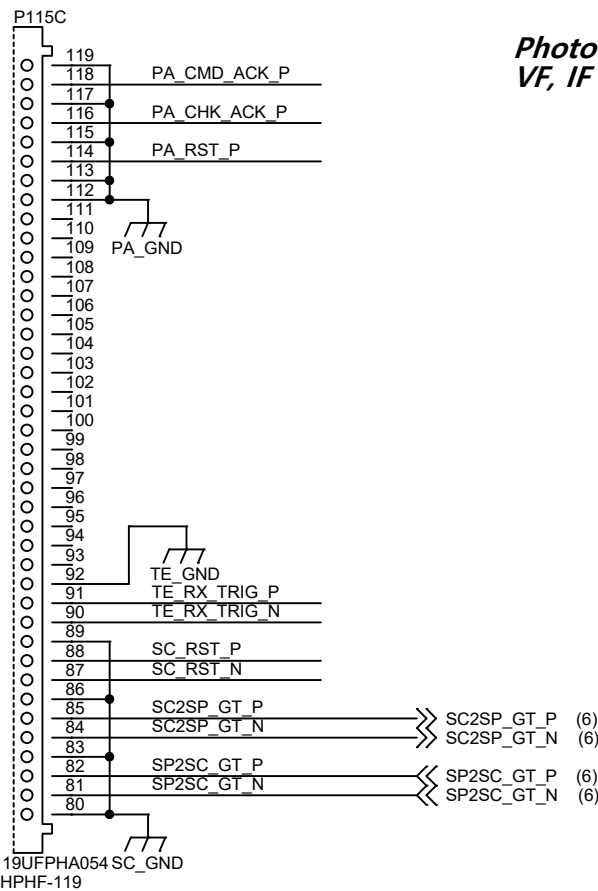 P115C
Photo
VF, IF
119
118 PA_CMD_ACK_P
117
116 PA_CHK_ACK_P
115
114 PA_RST_P
113
112
111
110
109 PA_GND
108
107
106
105
104
103
102
101
100
99
98
97
96
95
94
93
92 TE_GND
91 TE_RX_TRIG_P
90 TE_RX_TRIG_N
89
88 SC_RST_P
87 SC_RST_N
86
85 SC2SP_GT_P SC2SP_GT_P (6)
84 SC2SP_GT_N SC2SP_GT_N (6)
83
82 SP2SC_GT_P SP2SC_GT_P (6)
81 SP2SC_GT_N SP2SC_GT_N (6)
80
19UFPHA054 SC_GND
HPHF-119